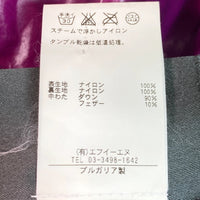 スチームで浮かしアイロン
タンブル乾燥は低温処理。
表生地 ナイロン 100%
裏生地 ナイロン 100%
中わた ダウン 90%
フェザー 10%
(有)エフイーエヌ
TEL 03-3498-1642
ブルガリア製